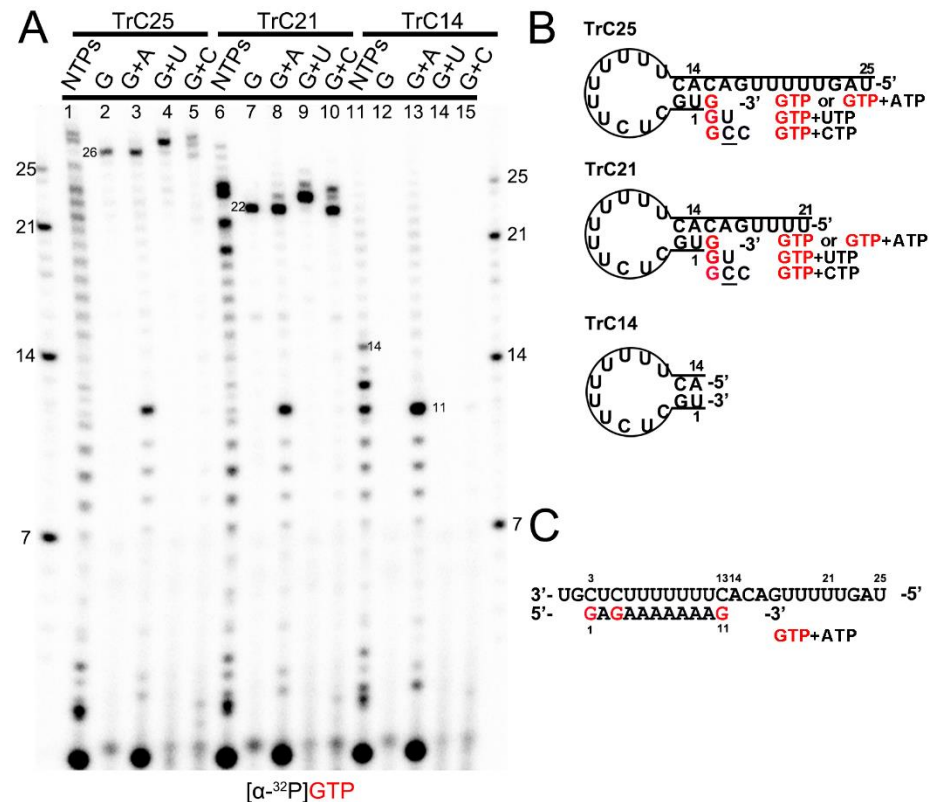 A
TrC25 TrC21 TrC14
NTPs G G+A G+U G+C NTPs G G+A G+U G+C NTPs G G+A G+U G+C
1 2 3 4 5 6 7 8 9 10 11 12 13 14 15
26
25
25
22
21
21
14
14
14
11
7
7
[α-³²P]GTP
B
TrC25
14 25
UUUUUUUUCUCU
CACAGUUUUUGAU-5’
GUG -3’ GTP or GTP+ATP
1 GU GTP+UTP
GCC GTP+CTP
TrC21
14 21
UUUUUUUUCUCU
CACAGUUUU-5’
GUG -3’ GTP or GTP+ATP
1 GU GTP+UTP
GCC GTP+CTP
TrC14
14
UUUUUUUUCUCU
CA -5’
GU -3’
1
C
3 13 14 21 25
3’- UGCUCUUUUUUUCACAGUUUUUGAU -5’
5’- GAGAAAAAAAG -3’
1 11
GTP+ATP